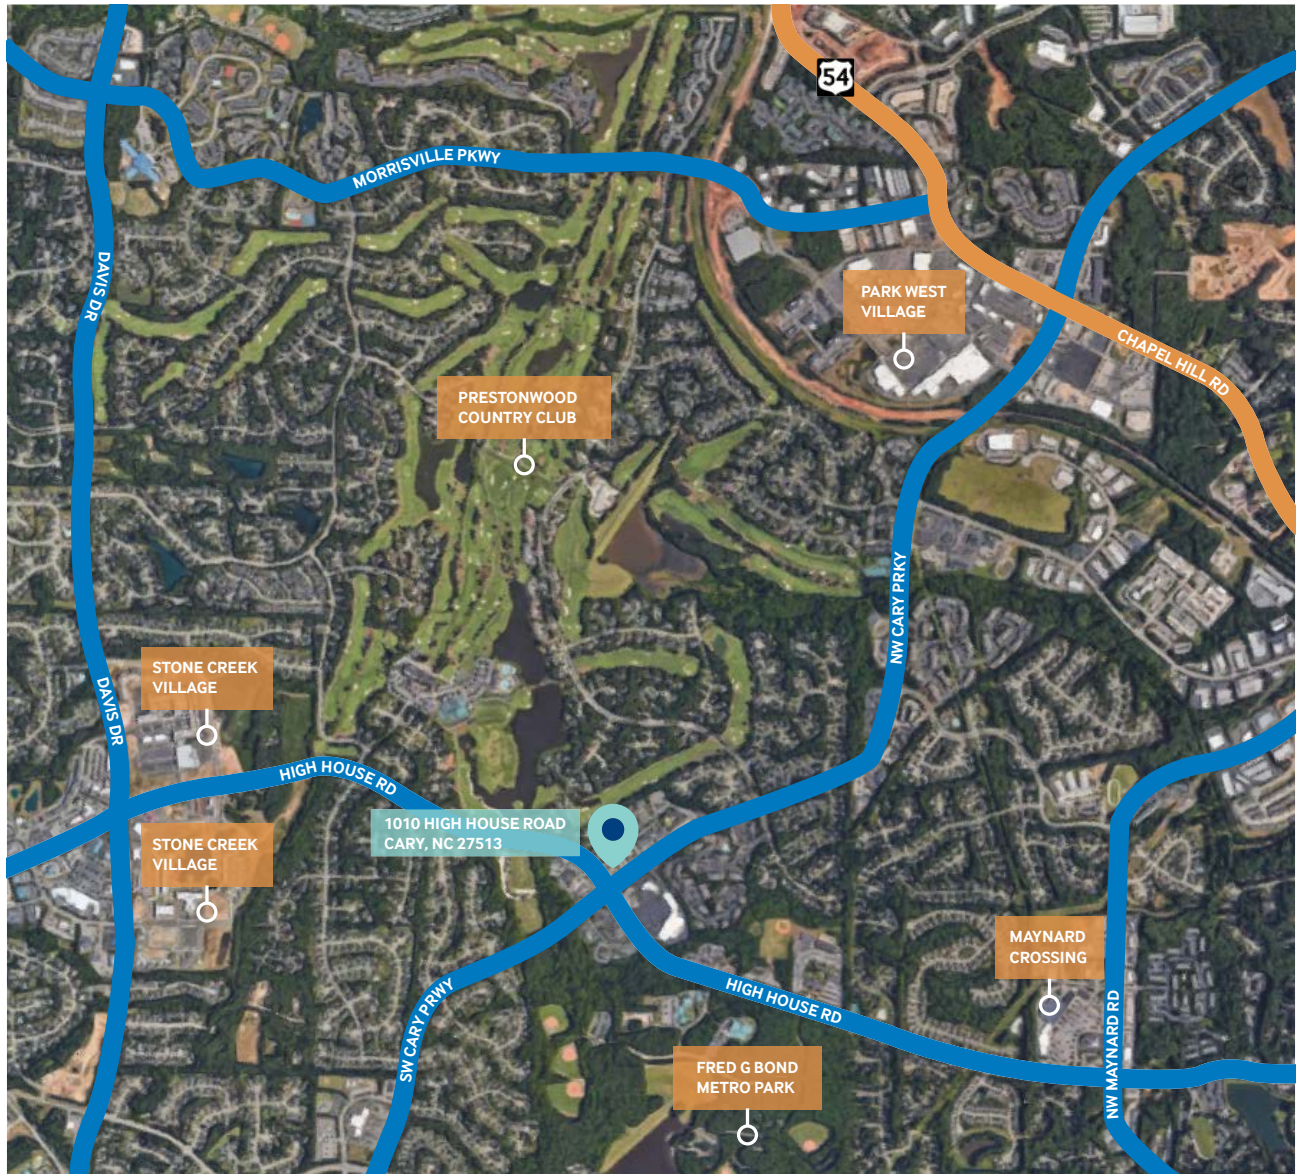 54
MORRISVILLE PKWY
DAVIS DR
PARK WEST
VILLAGE
CHAPEL HILL RD
PRESTONWOOD
COUNTRY CLUB
NW CARY PRKY
STONE CREEK
VILLAGE
DAVIS DR
HIGH HOUSE RD
1010 HIGH HOUSE ROAD
CARY, NC 27513
STONE CREEK
VILLAGE
MAYNARD
CROSSING
SW CARY PRWY
HIGH HOUSE RD
NW MAYNARD RD
FRED G BOND
METRO PARK